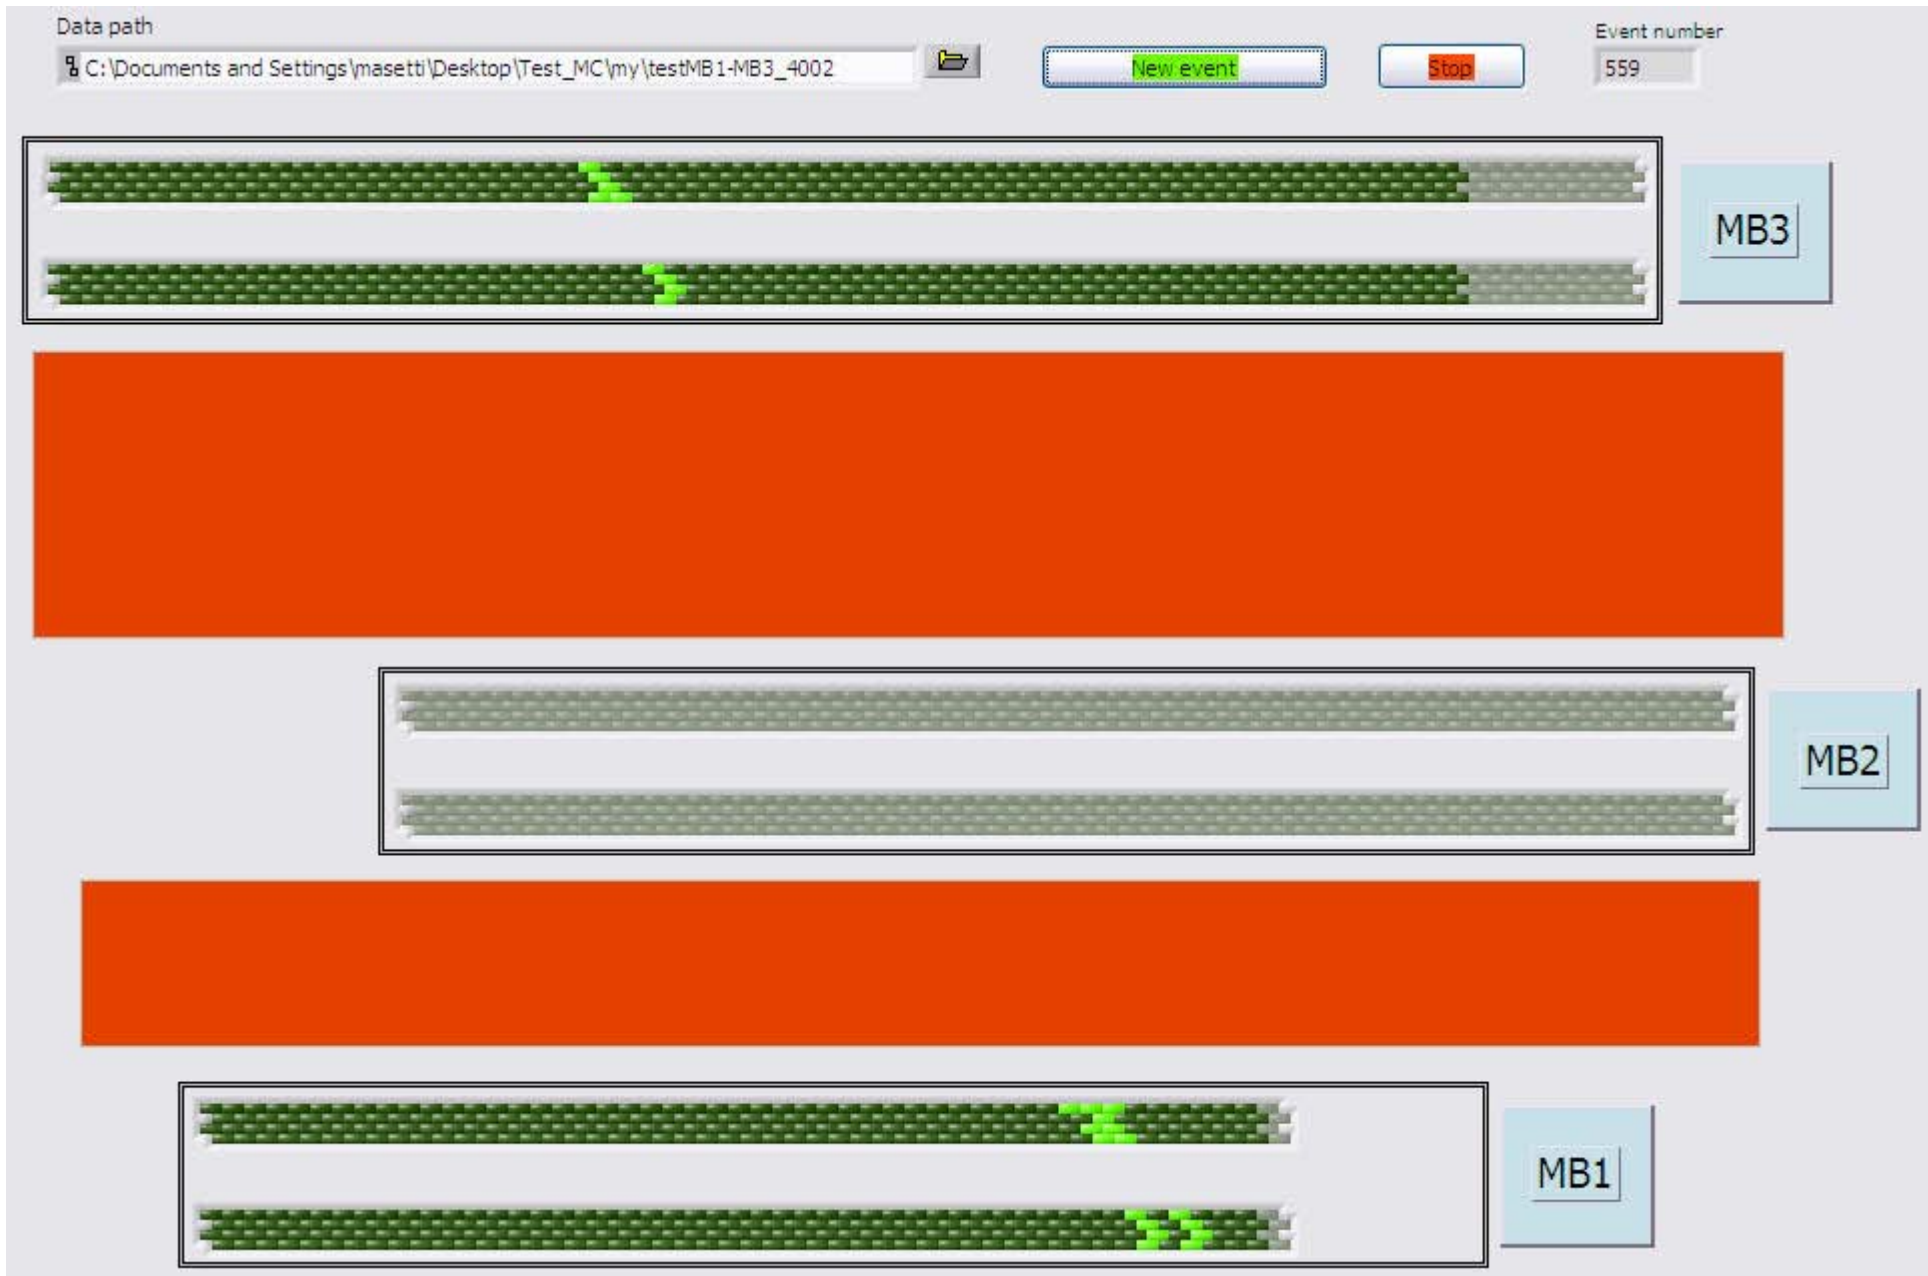 Data path
C:\Documents and Settings\masetti\Desktop\Test_MC\my\testMB1-MB3_4002
New event
Stop
Event number
559
MB3
MB2
MB1